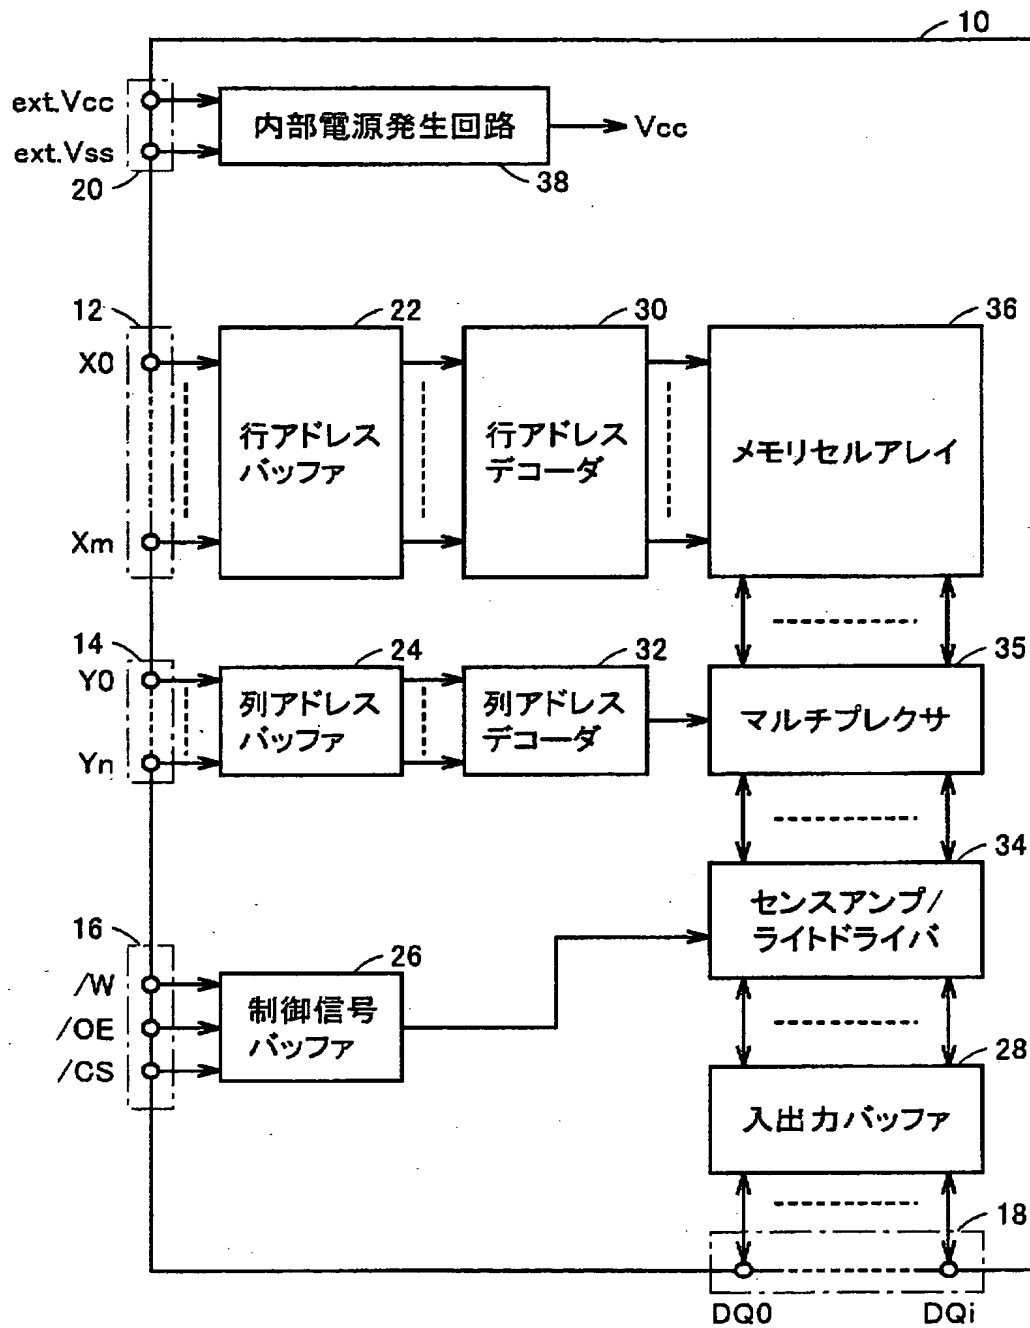 10
ext.Vcc
ext.Vss
20
内部電源発生回路
38
Vcc
12
22
30
36
X0
Xm
行アドレス
バッファ
行アドレス
デコーダ
メモリセルアレイ
14
24
32
35
Y0
Yn
列アドレス
バッファ
列アドレス
デコーダ
マルチプレクサ
34
センスアンプ/
ライトドライバ
16
26
/W
/OE
/CS
制御信号
バッファ
28
入出力バッファ
18
DQ0
DQi